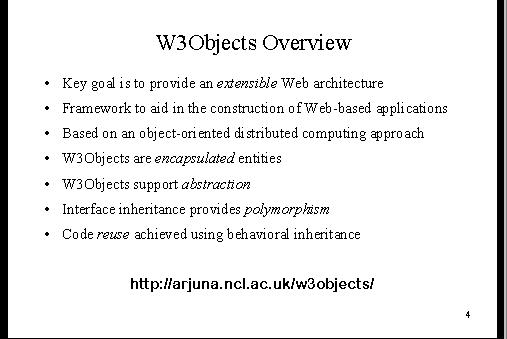 W3Objects Overview
• Key goal is to provide an extensible Web architecture
• Framework to aid in the construction of Web-based applications
• Based on an object-oriented distributed computing approach
• W3Objects are encapsulated entities
• W3Objects support abstraction
• Interface inheritance provides polymorphism
• Code reuse achieved using behavioral inheritance
http://arjuna.ncl.ac.uk/w3objects/
4